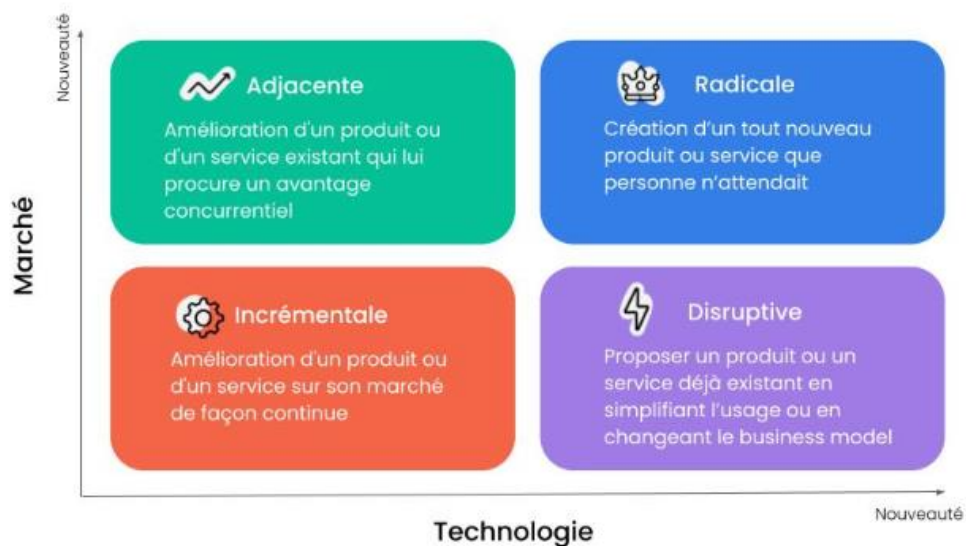 Nouveauté
Marché
Adjacente
Amélioration d'un produit ou
d'un service existant qui lui
procure un avantage
concurrentiel
Radicale
Création d'un tout nouveau
produit ou service que
personne n'attendait
Incrémentale
Amélioration d'un produit ou
d'un service sur son marché
de façon continue
Disruptive
Proposer un produit ou un
service déjà existant en
simplifiant l'usage ou en
changeant le business model
Nouveauté
Technologie